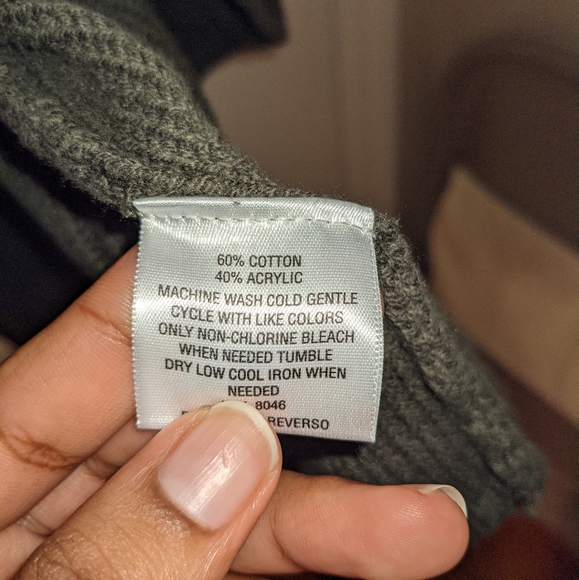 60% COTTON
40% ACRYLIC
MACHINE WASH COLD GENTLE
CYCLE WITH LIKE COLORS
ONLY NON-CHLORINE BLEACH
WHEN NEEDED TUMBLE
DRY LOW COOL IRON WHEN
NEEDED
8046
REVERSO